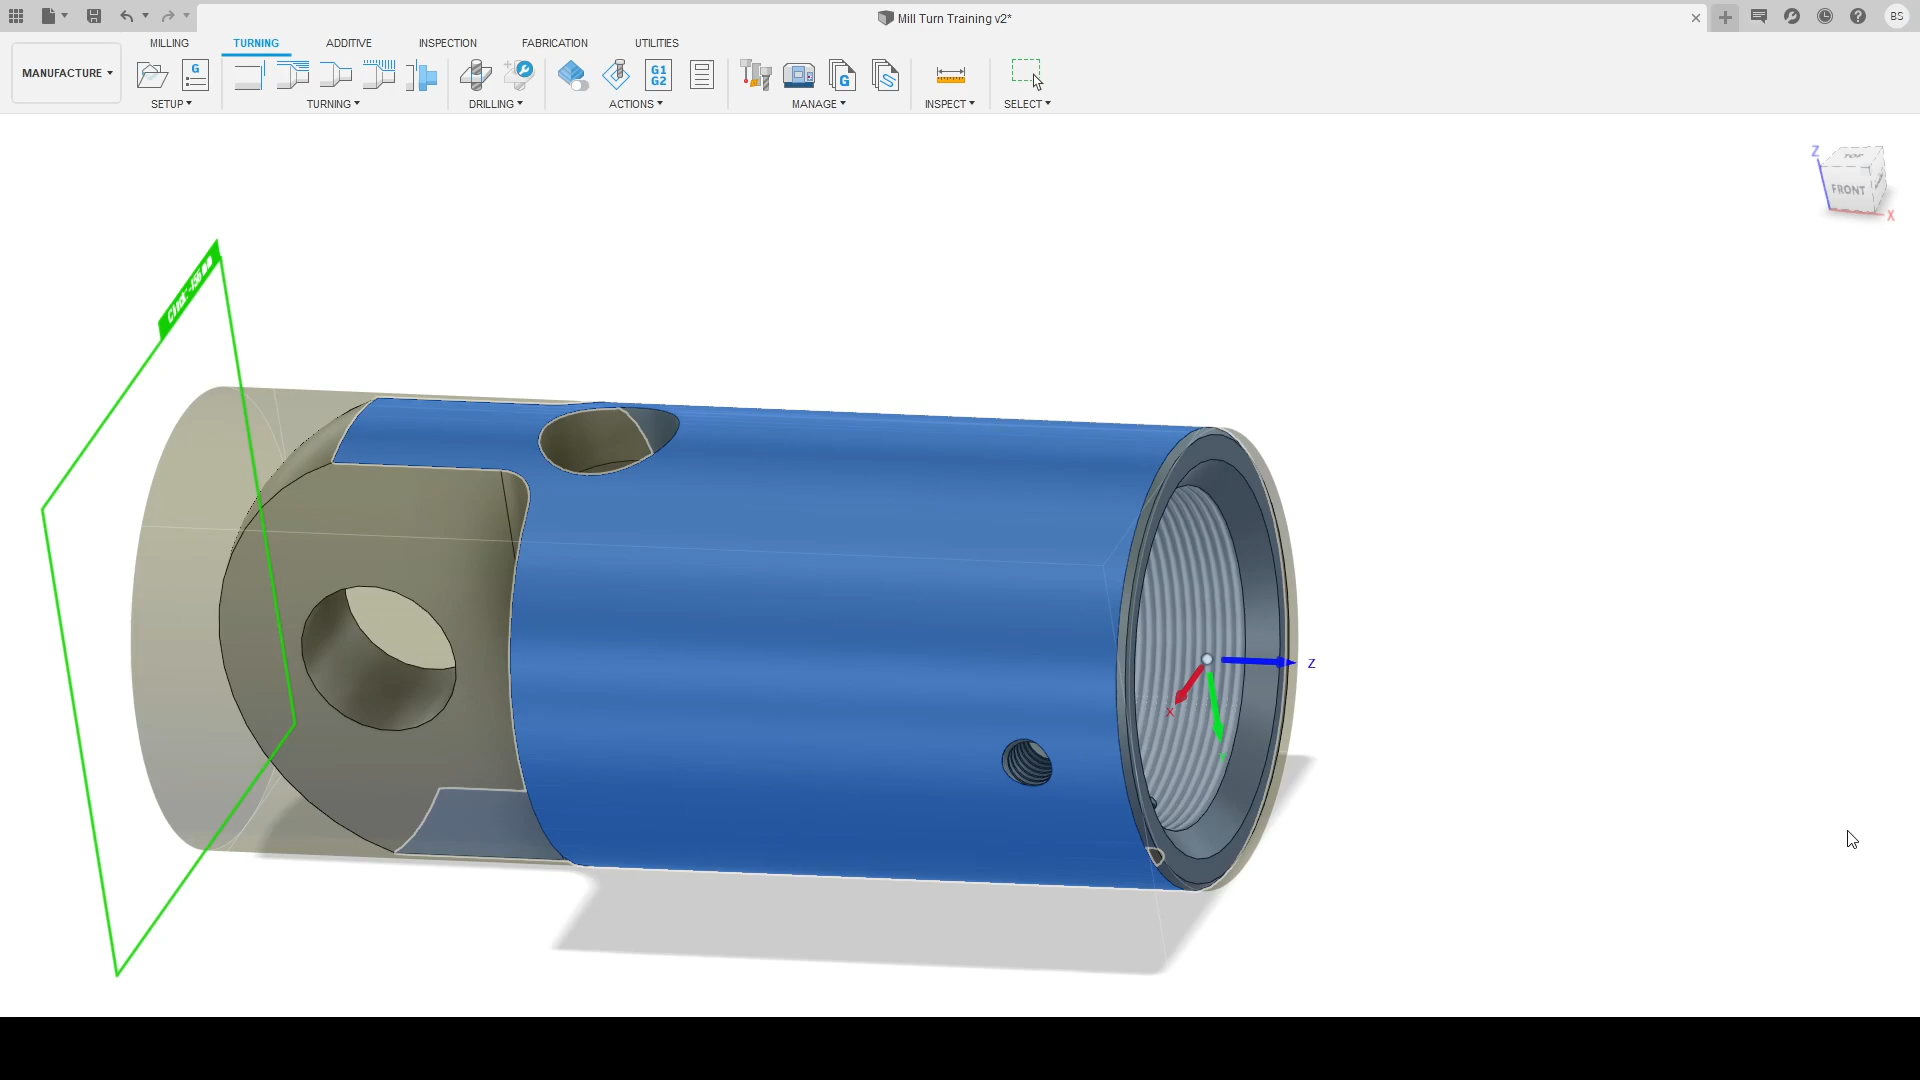 Mill Turn Training v2*
BS
MILLING
TURNING
ADDITIVE
INSPECTION
FABRICATION
UTILITIES
MANUFACTURE
G
G1
G2
G
SETUP
TURNING
DRILLING
ACTIONS
MANAGE
INSPECT
SELECT
Z
TOP
FRONT
X
Z
X
Y